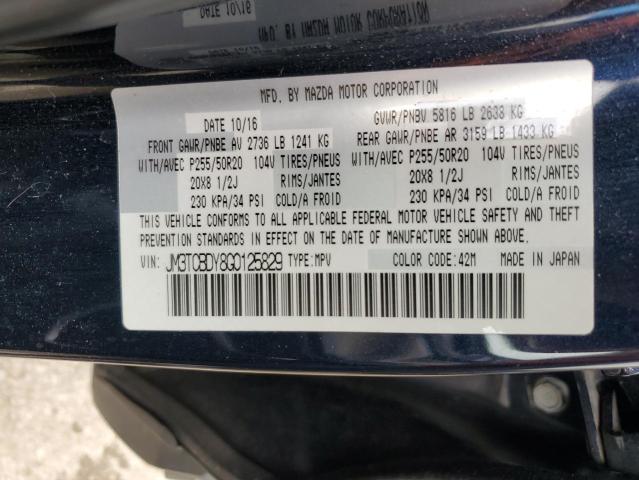 MFD. BY MAZDA MOTOR CORPORATION
DATE 10/16 GVWR/PNBV 5816 LB 2638 KG
FRONT GAWR/PNBE AV 2736 LB 1241 KG REAR GAWR/PNBE AR 3159 LB 1433 KG
WITH/AVEC P255/50R20 104V TIRES/PNEUS WITH/AVEC P255/50R20 104V TIRES/PNEUS
20X8 1/2J RIMS/JANTES 20X8 1/2J RIMS/JANTES
230 KPA/34 PSI COLD/A FROID 230 KPA/34 PSI COLD/A FROID
THIS VEHICLE CONFORMS TO ALL APPLICABLE FEDERAL MOTOR VEHICLE SAFETY AND THEFT
PREVENTION STANDARDS IN EFFECT ON THE DATE OF MANUFACTURE SHOWN ABOVE.
VIN: JM3TCBDY8G0125829 TYPE:MPV COLOR CODE:42M MADE IN JAPAN